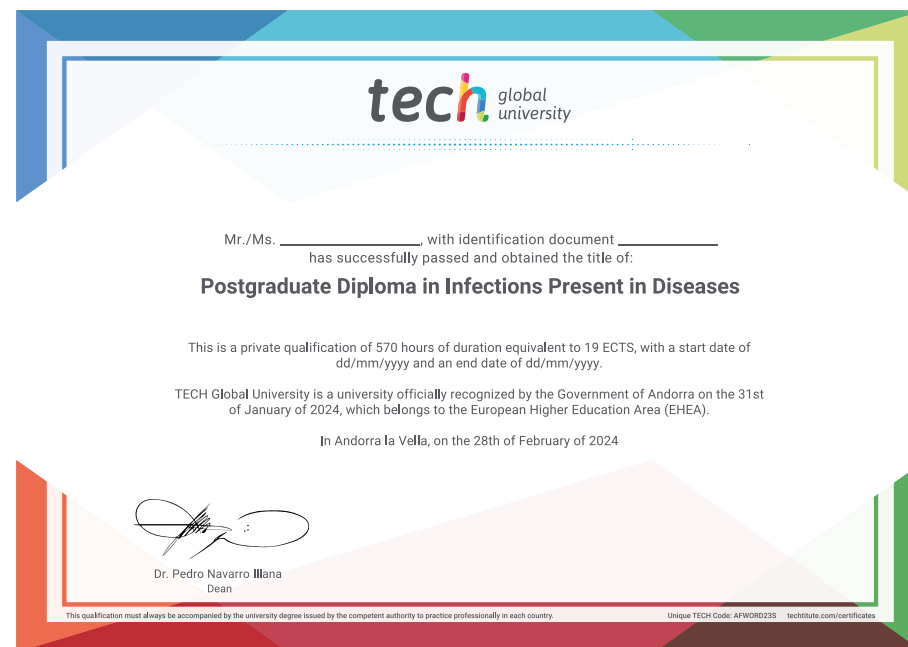 tech global university
Mr./Ms. ____________________, with identification document ______________
has successfully passed and obtained the title of:
Postgraduate Diploma in Infections Present in Diseases
This is a private qualification of 570 hours of duration equivalent to 19 ECTS, with a start date of
dd/mm/yyyy and an end date of dd/mm/yyyy.
TECH Global University is a university officially recognized by the Government of Andorra on the 31st
of January of 2024, which belongs to the European Higher Education Area (EHEA).
In Andorra la Vella, on the 28th of February of 2024
Dr. Pedro Navarro Illana
Dean
This qualification must always be accompanied by the university degree issued by the competent authority to practice professionally in each country. Unique TECH Code: AFWORD23S techtitute.com/certificates